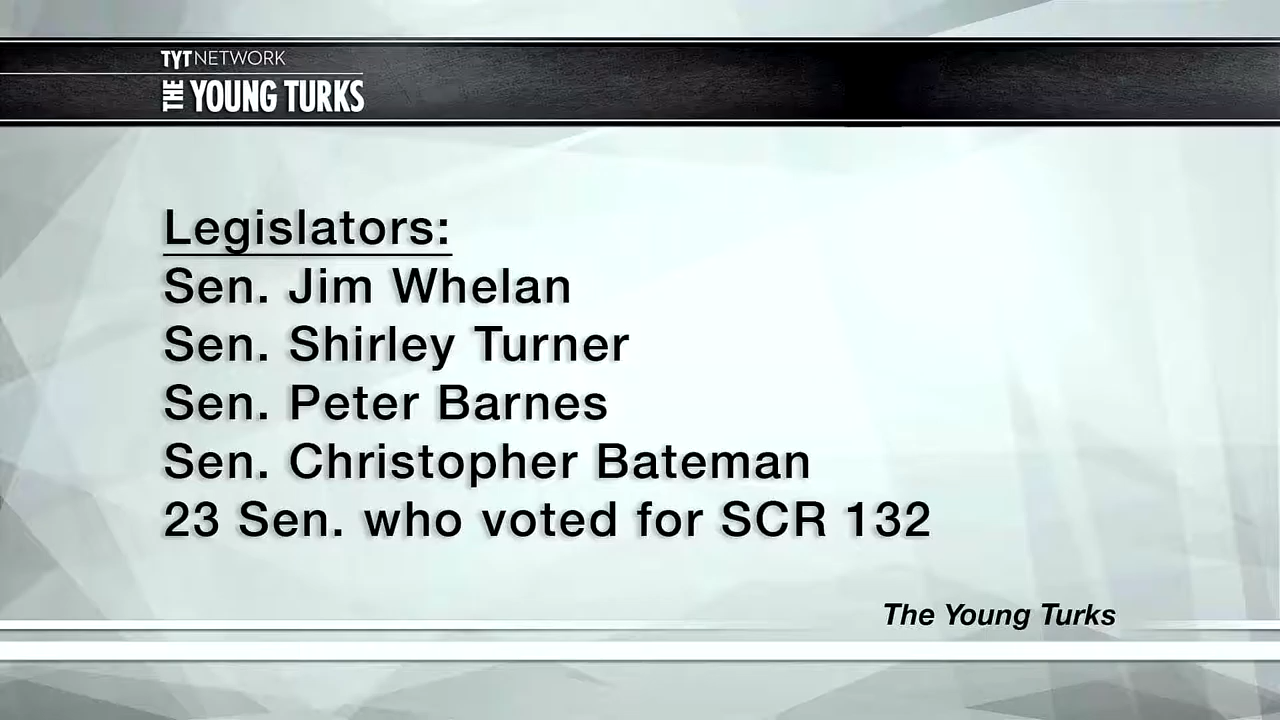 TYT NETWORK
THE YOUNG TURKS
Legislators:
Sen. Jim Whelan
Sen. Shirley Turner
Sen. Peter Barnes
Sen. Christopher Bateman
23 Sen. who voted for SCR 132
The Young Turks